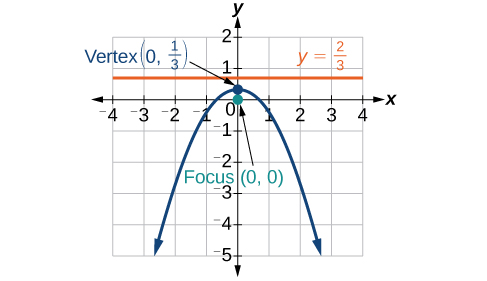 y
2
Vertex (0, 1/3)
y = 2/3
1
x
-4 -3 -2 -1 0 1 2 3 4
-1
-2
Focus (0, 0)
-3
-4
-5